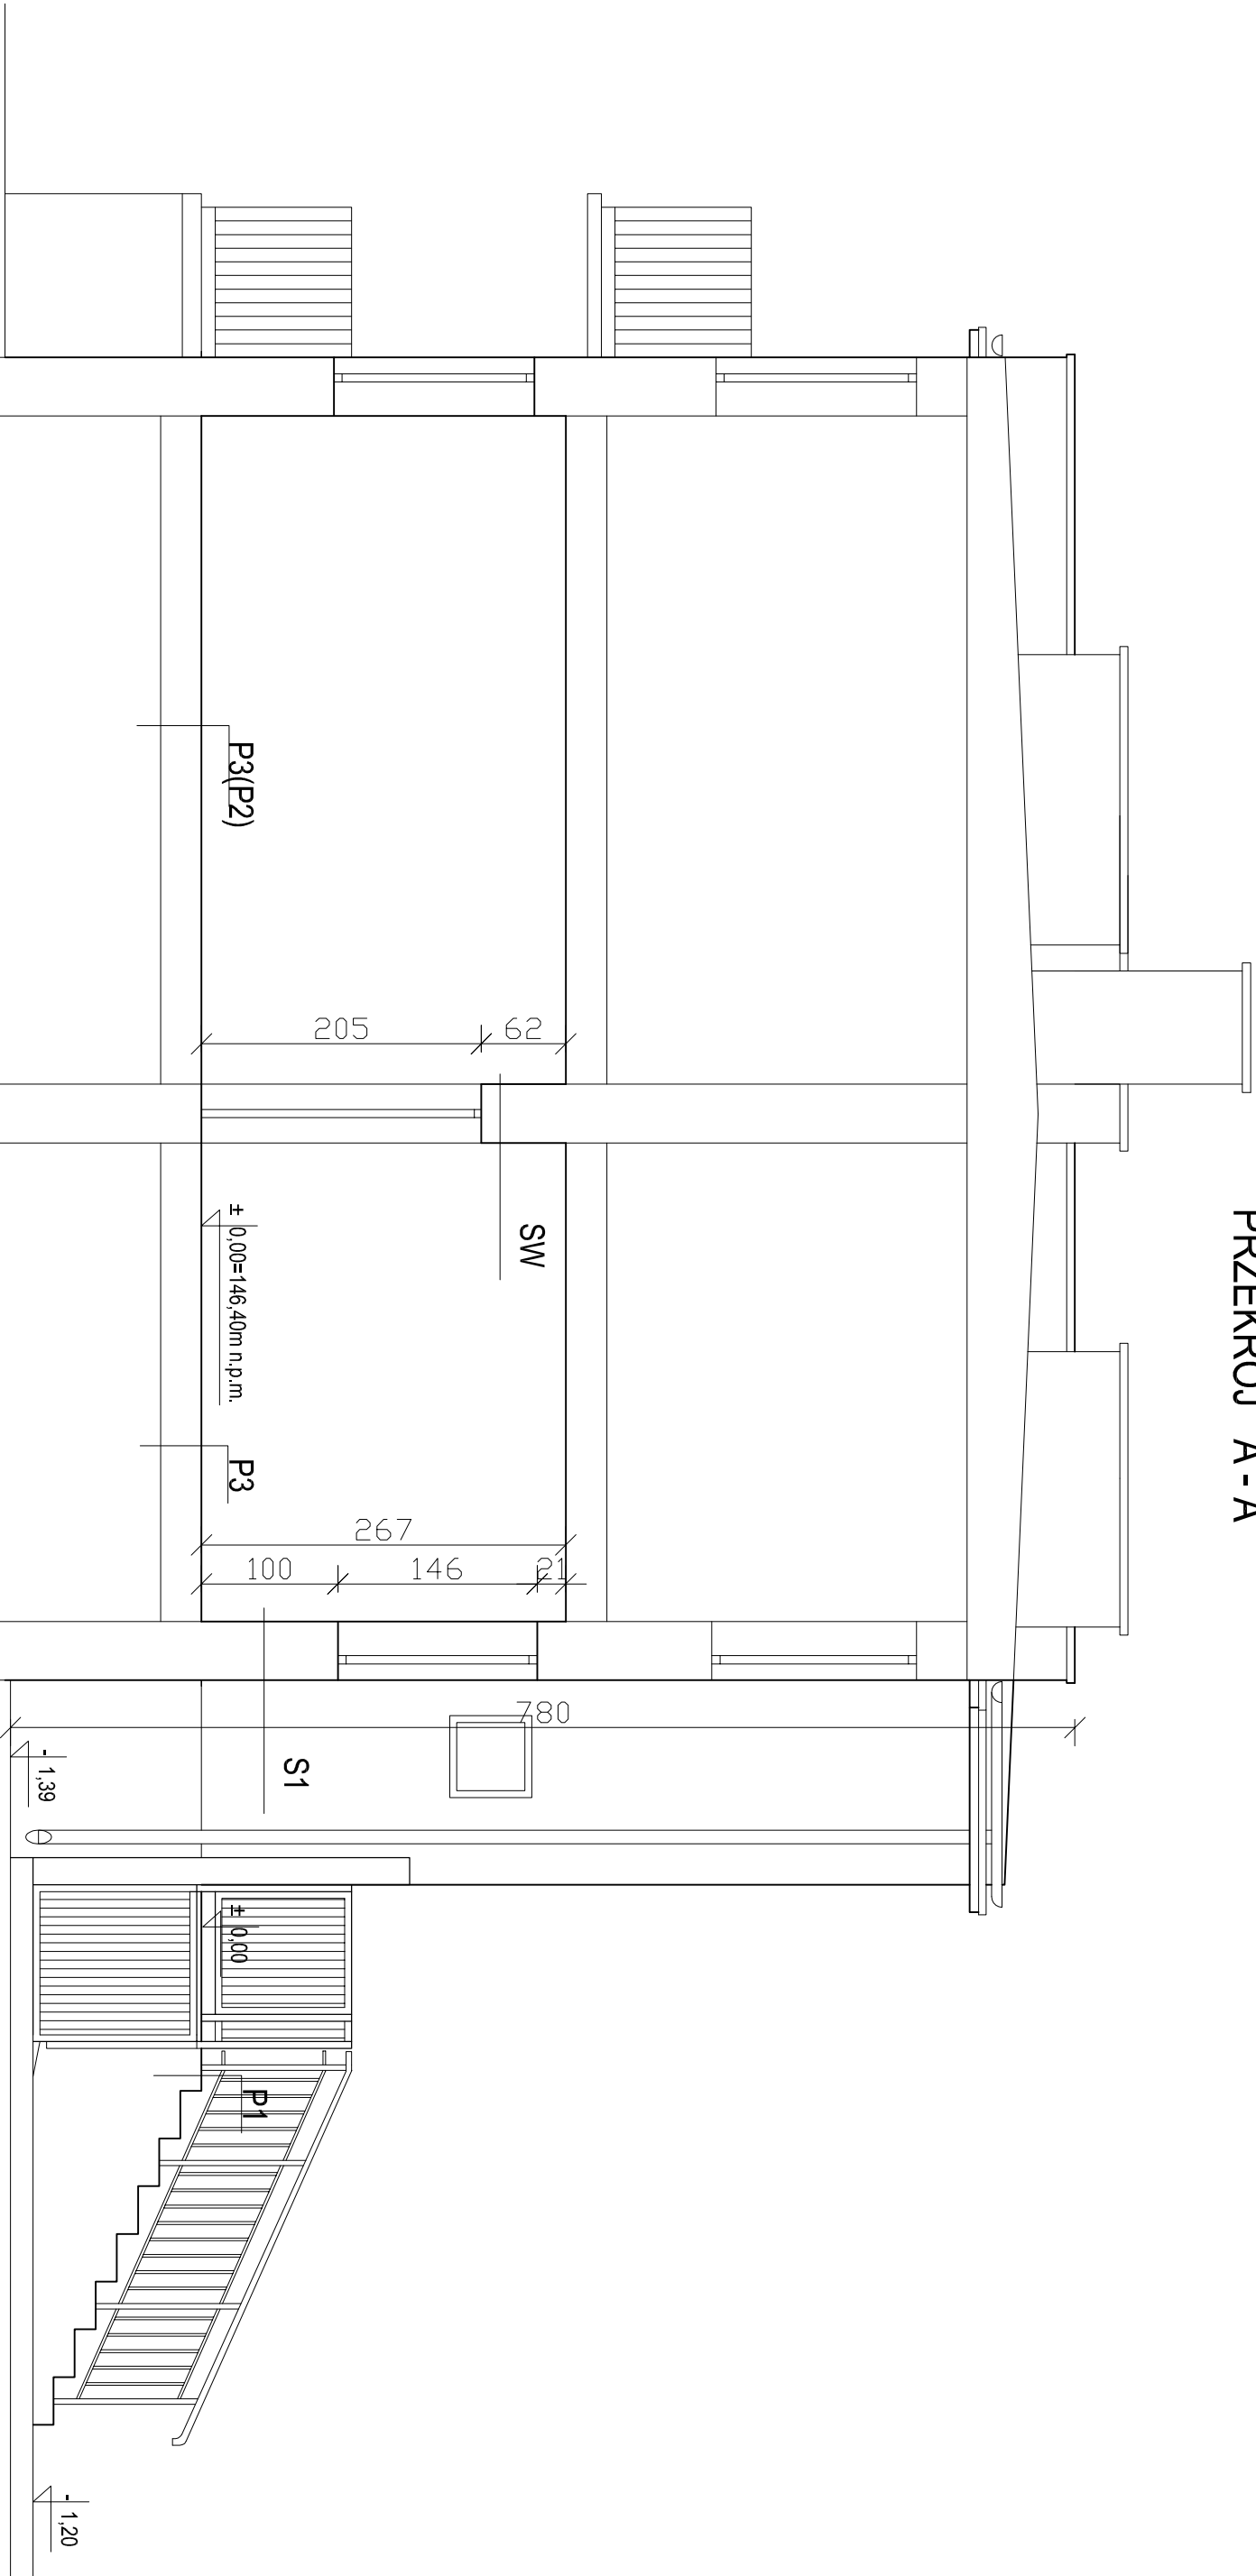 PRZEKRÓJ A - A
SW
P3(P2)
± 0,00=146,40m n.p.m.
P3
S1
± 0,00
P1
- 1,39
- 1,20
205
62
267
100
146
21
780